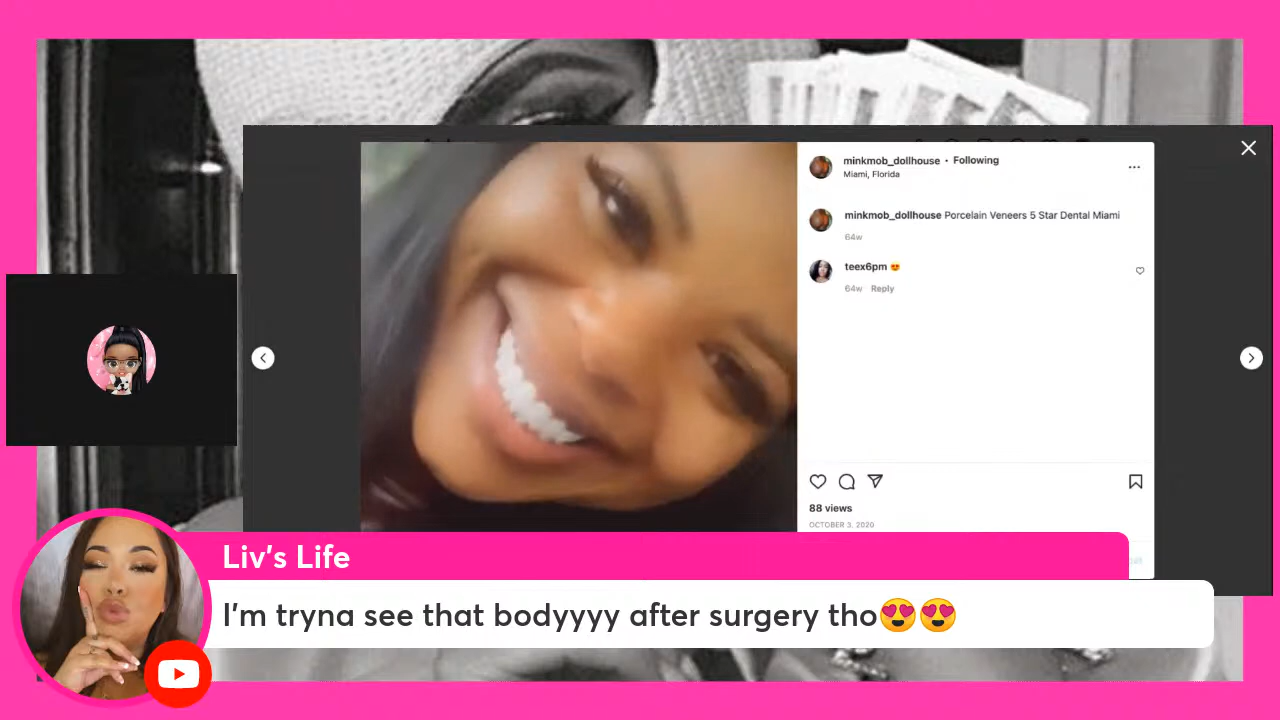 minkmob_dollhouse • Following
Miami, Florida
minkmob_dollhouse Porcelain Veneers 5 Star Dental Miami
64w
teex6pm 😍
64w Reply
88 views
OCTOBER 3, 2020
Liv's Life
I'm tryna see that bodyyyy after surgery tho😍😍